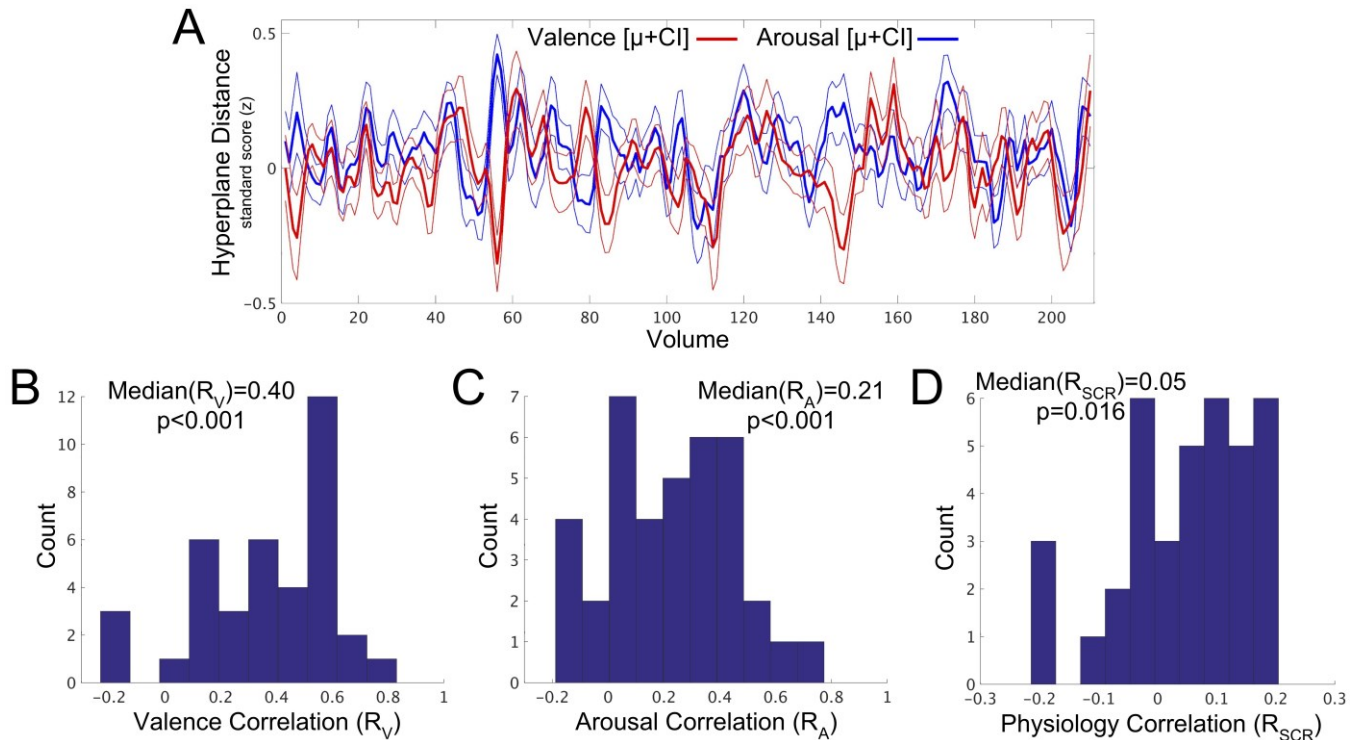 A
Valence [μ+CI]
Arousal [μ+CI]
Hyperplane Distance
standard score (z)
0.5
0
−0.5
0 20 40 60 80 100 120 140 160 180 200
Volume
B
Median(R_V)=0.40
p<0.001
Count
12
10
8
6
4
2
0
−0.2 0 0.2 0.4 0.6 0.8 1
Valence Correlation (R_V)
C
Median(R_A)=0.21
p<0.001
Count
7
6
5
4
3
2
1
0
−0.2 0 0.2 0.4 0.6 0.8 1
Arousal Correlation (R_A)
D
Median(R_SCR)=0.05
p=0.016
Count
6
5
4
3
2
1
0
−0.3 −0.2 −0.1 0 0.1 0.2 0.3
Physiology Correlation (R_SCR)